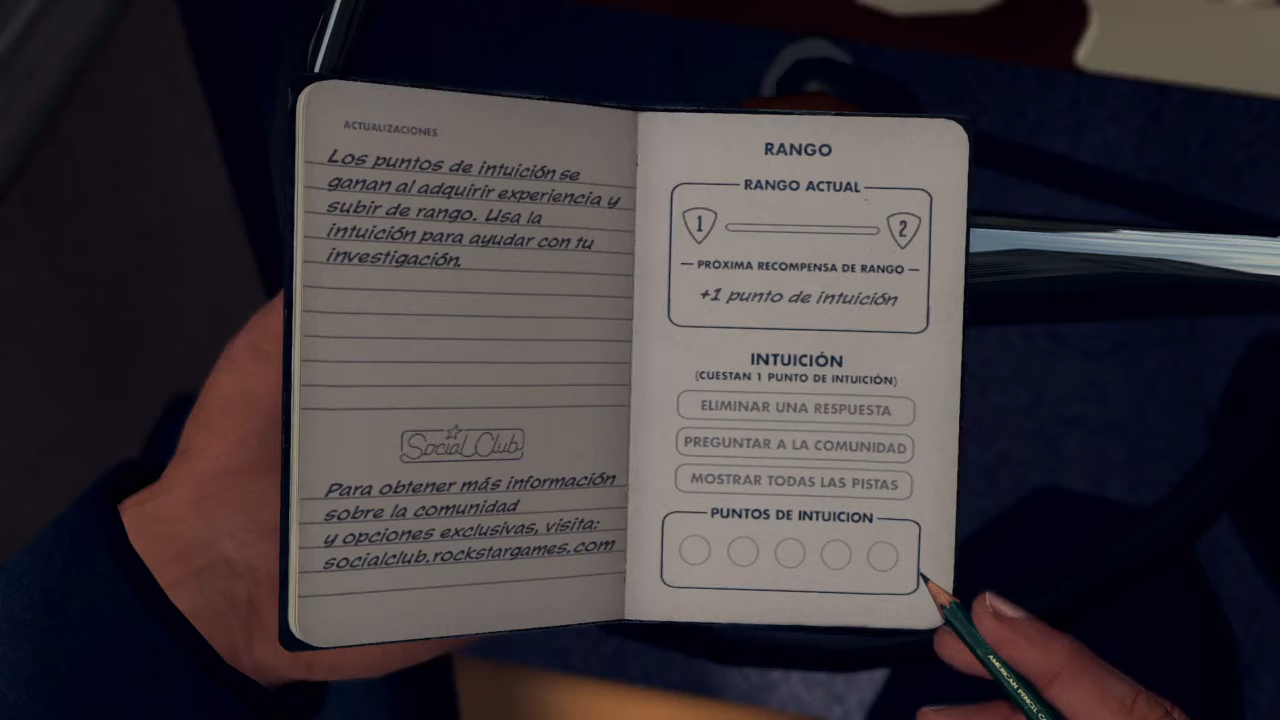 ACTUALIZACIONES
Los puntos de intuición se
ganan al adquirir experiencia y
subir de rango. Usa la
intuición para ayudar con tu
investigación.
Social Club
Para obtener más información
sobre la comunidad
y opciones exclusivas, visita:
socialclub.rockstargames.com
RANGO
RANGO ACTUAL
1 2
PRÓXIMA RECOMPENSA DE RANGO
+1 punto de intuición
INTUICIÓN
(CUESTAN 1 PUNTO DE INTUICIÓN)
ELIMINAR UNA RESPUESTA
PREGUNTAR A LA COMUNIDAD
MOSTRAR TODAS LAS PISTAS
PUNTOS DE INTUICION
AMERICAN PENCIL CO